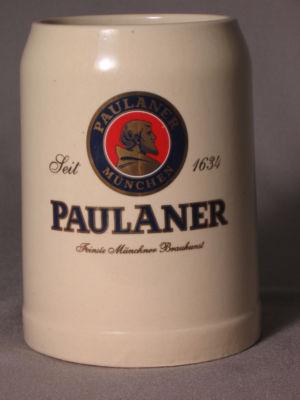 PAULANER
MÜNCHEN
Seit 1634
PAULANER
Feinste Münchner Braukunst